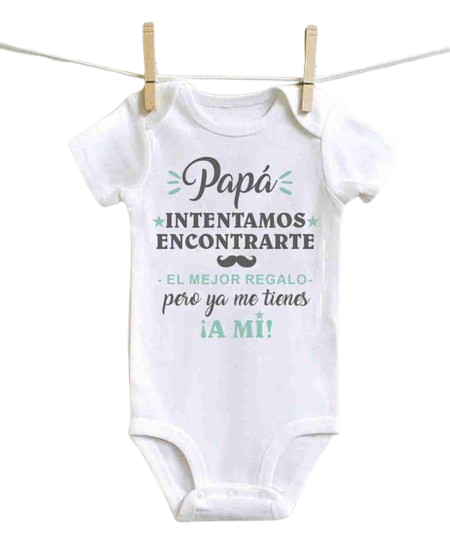 Papá
INTENTAMOS
ENCONTRARTE
- EL MEJOR REGALO-
pero ya me tienes
¡A MÍ!